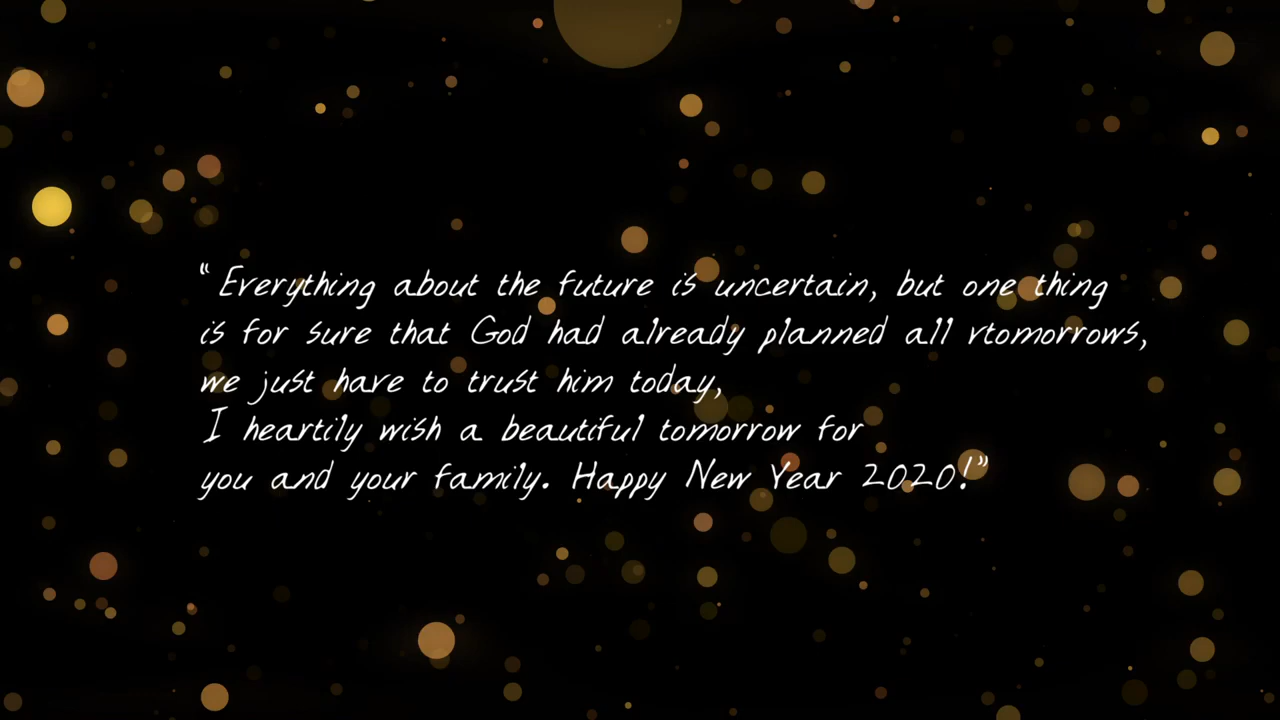 “ Everything about the future is uncertain, but one thing
is for sure that God had already planned all rtomorrows,
we just have to trust him today,
I heartily wish a beautiful tomorrow for
you and your family. Happy New Year 2020!”